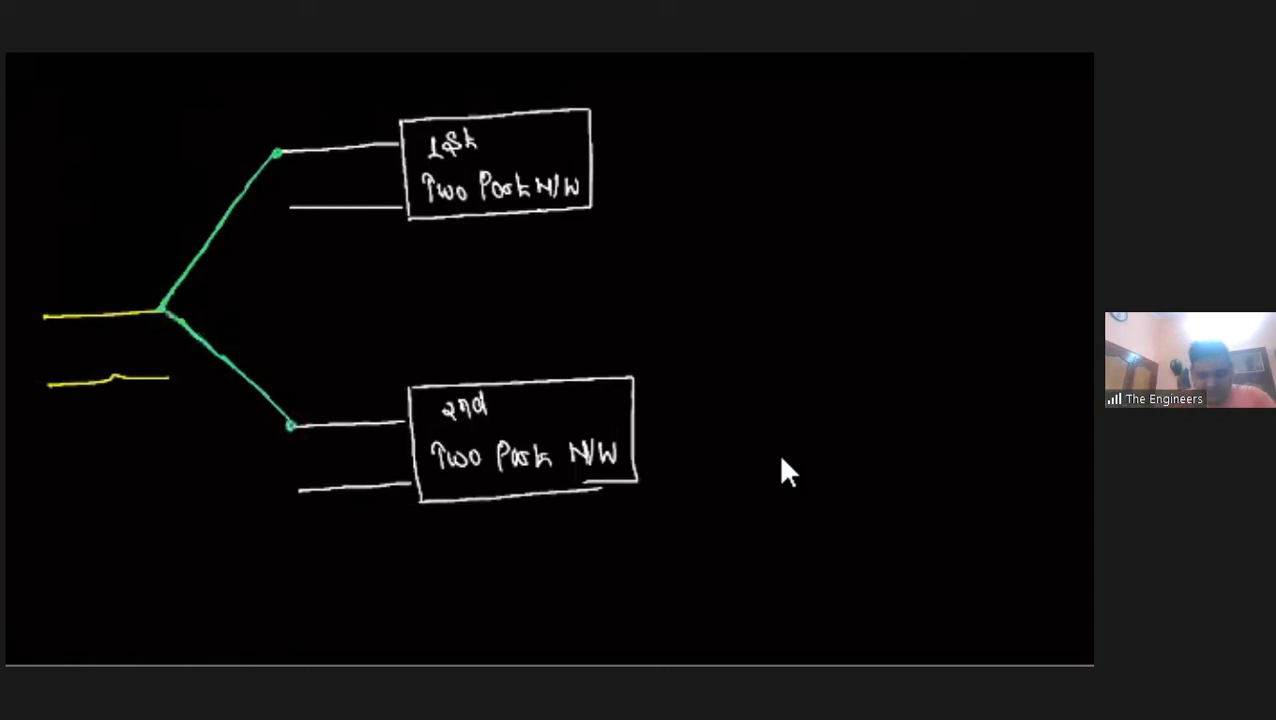 1st
Two Port N/W
2nd
Two Port N/W
The Engineers